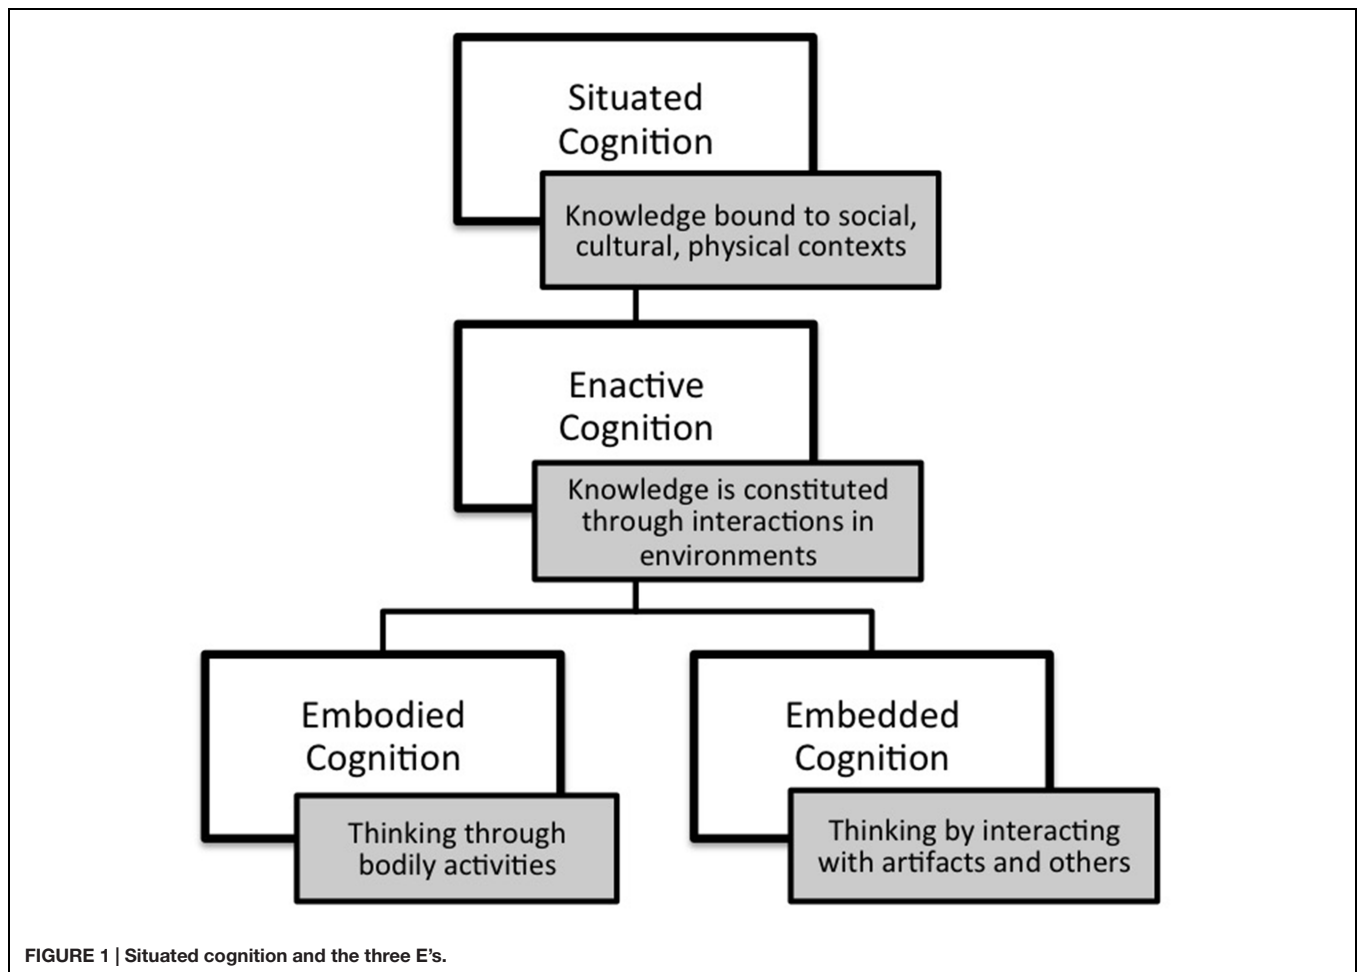 Situated
Cognition
Knowledge bound to social,
cultural, physical contexts
Enactive
Cognition
Knowledge is constituted
through interactions in
environments
Embodied
Cognition
Thinking through
bodily activities
Embedded
Cognition
Thinking by interacting
with artifacts and others
FIGURE 1 | Situated cognition and the three E’s.